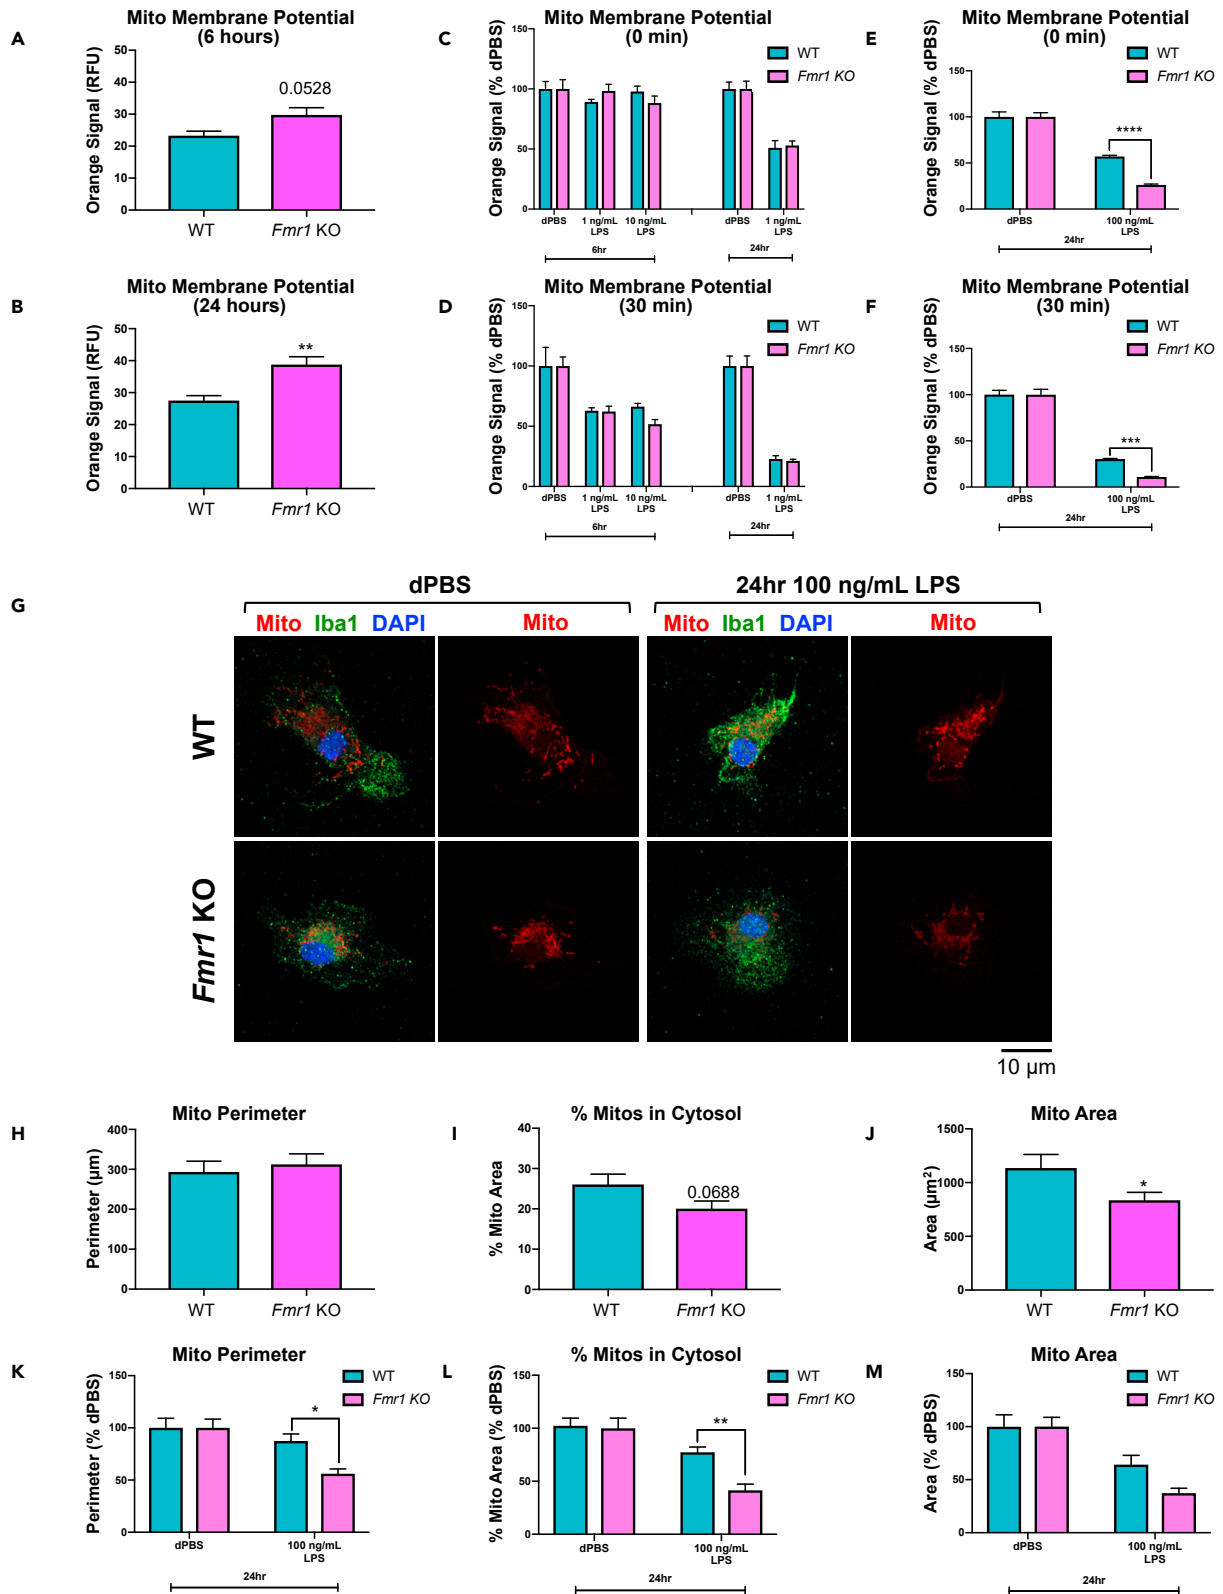 A
Mito Membrane Potential
(6 hours)
Orange Signal (RFU)
50
40
30
20
10
0
0.0528
WT
Fmr1 KO
B
Mito Membrane Potential
(24 hours)
Orange Signal (RFU)
50
40
30
20
10
0
**
WT
Fmr1 KO
C
Mito Membrane Potential
(0 min)
WT
Fmr1 KO
Orange Signal (% dPBS)
150
100
50
0
dPBS
1 ng/mL
LPS
10 ng/mL
LPS
dPBS
1 ng/mL
LPS
6hr
24hr
D
Mito Membrane Potential
(30 min)
WT
Fmr1 KO
Orange Signal (% dPBS)
150
100
50
0
dPBS
1 ng/mL
LPS
10 ng/mL
LPS
dPBS
1 ng/mL
LPS
6hr
24hr
E
Mito Membrane Potential
(0 min)
WT
Fmr1 KO
Orange Signal (% dPBS)
150
100
50
0
****
dPBS
100 ng/mL
LPS
24hr
F
Mito Membrane Potential
(30 min)
WT
Fmr1 KO
Orange Signal (% dPBS)
150
100
50
0
***
dPBS
100 ng/mL
LPS
24hr
G
dPBS
24hr 100 ng/mL LPS
Mito Iba1 DAPI
Mito
Mito Iba1 DAPI
Mito
WT
Fmr1 KO
10 µm
H
Mito Perimeter
Perimeter (µm)
400
300
200
100
0
WT
Fmr1 KO
I
% Mitos in Cytosol
% Mito Area
40
30
20
10
0
0.0688
WT
Fmr1 KO
J
Mito Area
Area (µm²)
1500
1000
500
0
*
WT
Fmr1 KO
K
Mito Perimeter
WT
Fmr1 KO
Perimeter (% dPBS)
150
100
50
0
*
dPBS
100 ng/mL
LPS
24hr
L
% Mitos in Cytosol
WT
Fmr1 KO
% Mito Area (% dPBS)
150
100
50
0
**
dPBS
100 ng/mL
LPS
24hr
M
Mito Area
WT
Fmr1 KO
Area (% dPBS)
150
100
50
0
dPBS
100 ng/mL
LPS
24hr